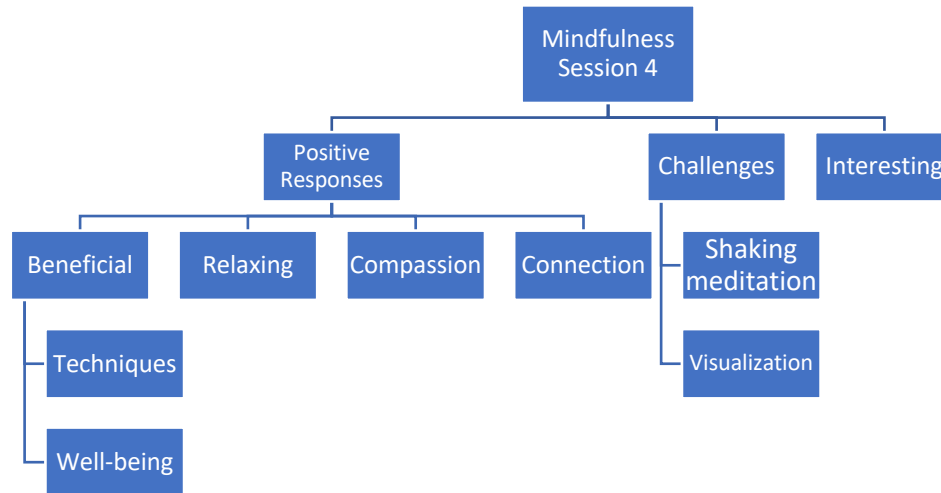 Mindfulness
Session 4
Positive
Responses
Challenges
Interesting
Beneficial
Relaxing
Compassion
Connection
Shaking
meditation
Techniques
Visualization
Well-being